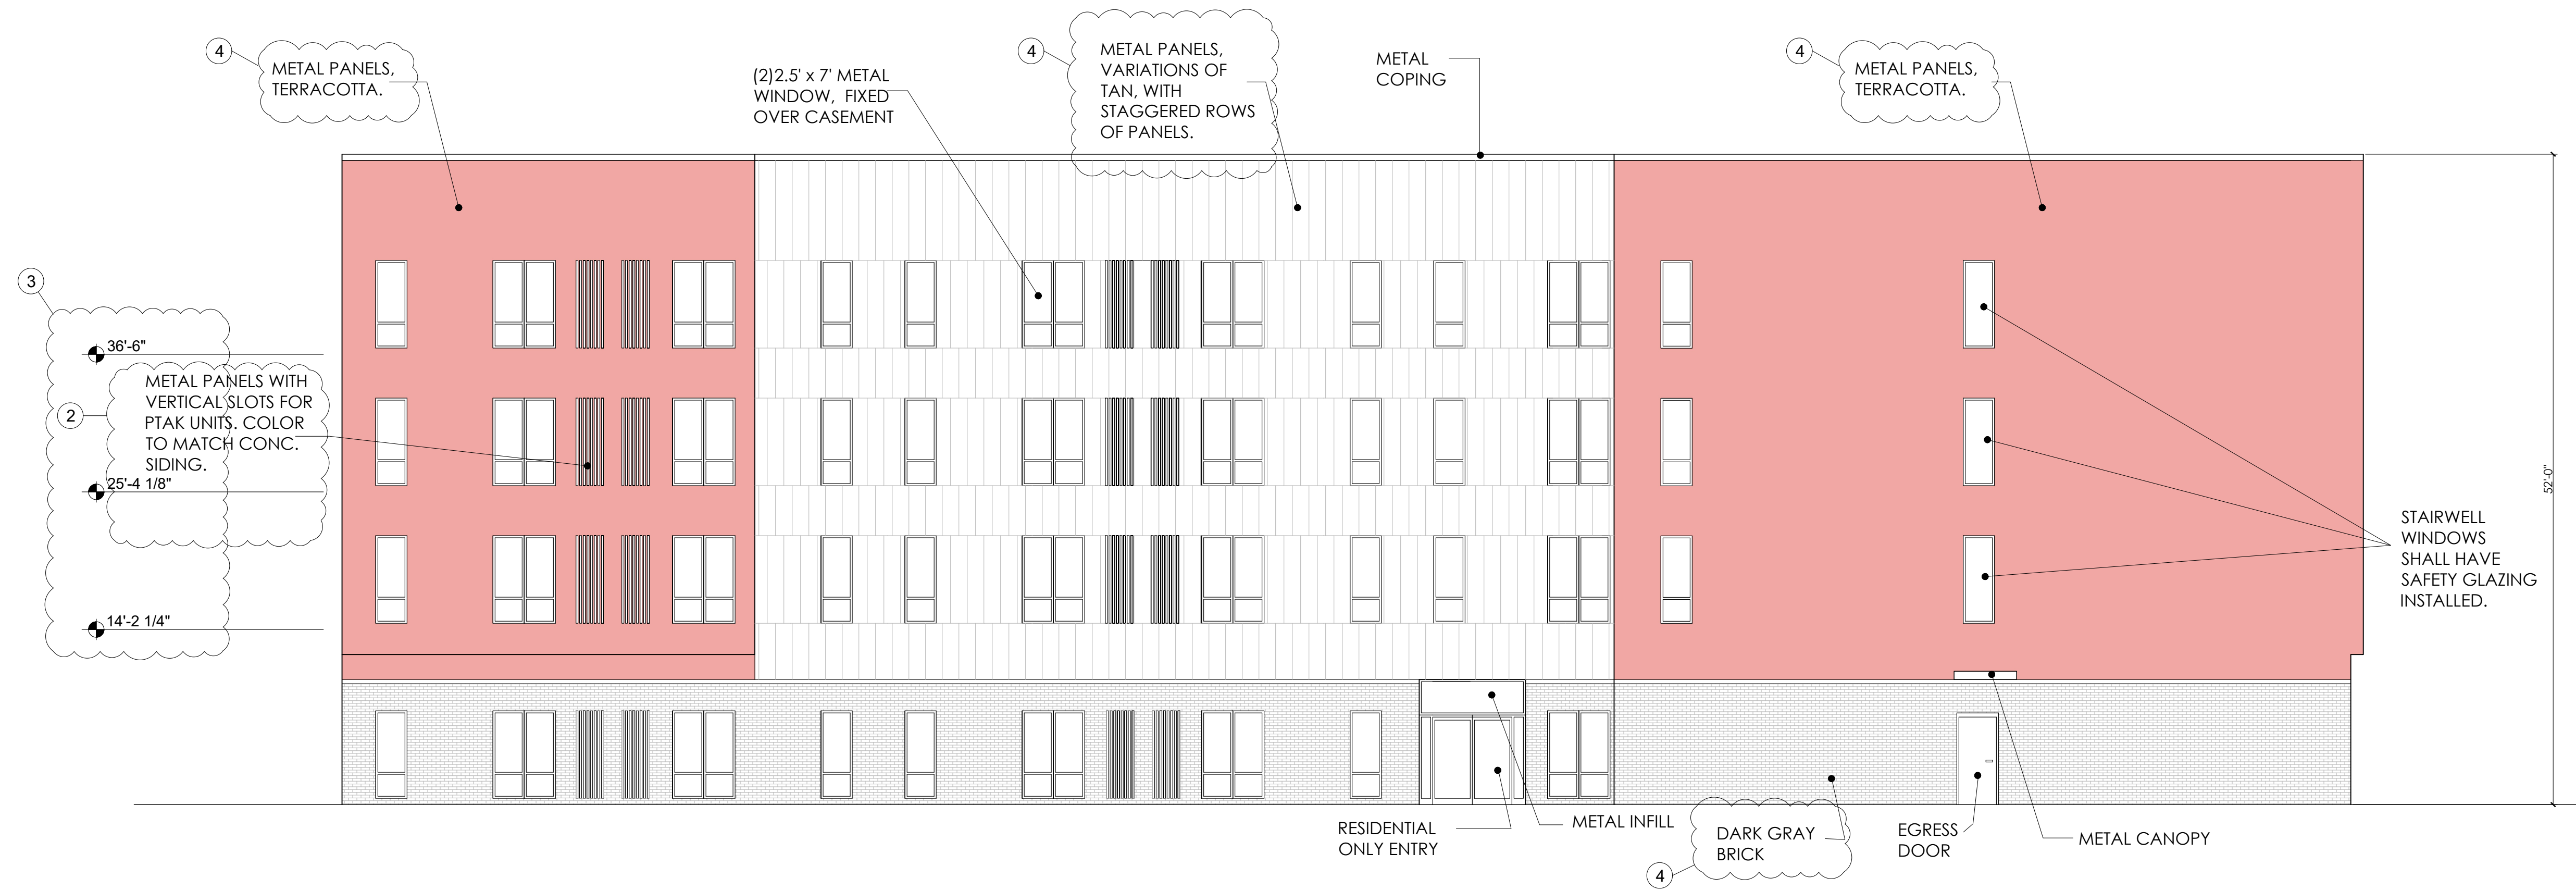 4
METAL PANELS,
TERRACOTTA.
(2)2.5' x 7' METAL
WINDOW, FIXED
OVER CASEMENT
4
METAL PANELS,
VARIATIONS OF
TAN, WITH
STAGGERED ROWS
OF PANELS.
METAL
COPING
4
METAL PANELS,
TERRACOTTA.
3
36'-6"
2
METAL PANELS WITH
VERTICAL SLOTS FOR
PTAK UNITS. COLOR
TO MATCH CONC.
SIDING.
25'-4 1/8"
14'-2 1/4"
52'-0"
STAIRWELL
WINDOWS
SHALL HAVE
SAFETY GLAZING
INSTALLED.
RESIDENTIAL
ONLY ENTRY
METAL INFILL
4
DARK GRAY
BRICK
EGRESS
DOOR
METAL CANOPY